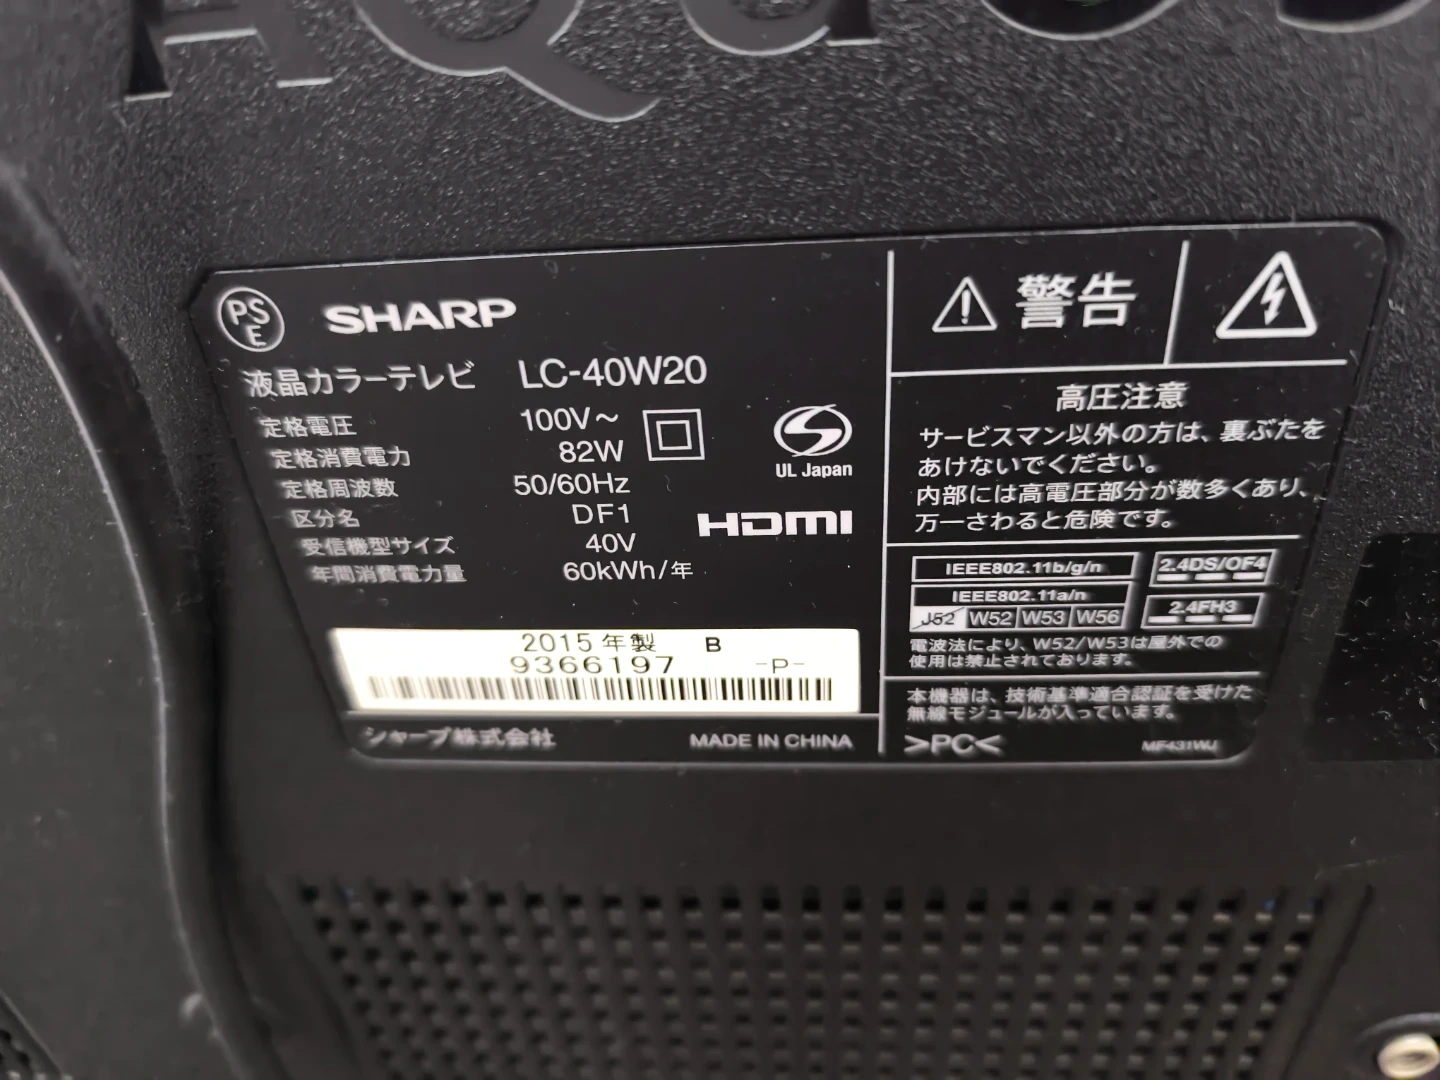 AQUOS
PSE
SHARP
液晶カラーテレビ LC-40W20
定格電圧 100V~
定格消費電力 82W
定格周波数 50/60Hz
区分名 DF1
受信機型サイズ 40V
年間消費電力量 60kWh/年
UL Japan
HDMI
2015年製 B
9366197 -P-
シャープ株式会社 MADE IN CHINA
警告
高圧注意
サービスマン以外の方は、裏ぶたを
あけないでください。
内部には高電圧部分が数多くあり、
万一さわると危険です。
IEEE802.11b/g/n
IEEE802.11a/n
J52 W52 W53 W56
2.4DS/OF4
2.4FH3
電波法により、W52/W53は屋外での
使用は禁止されております。
本機器は、技術基準適合認証を受けた
無線モジュールが入っています。
>PC< MF431WJ